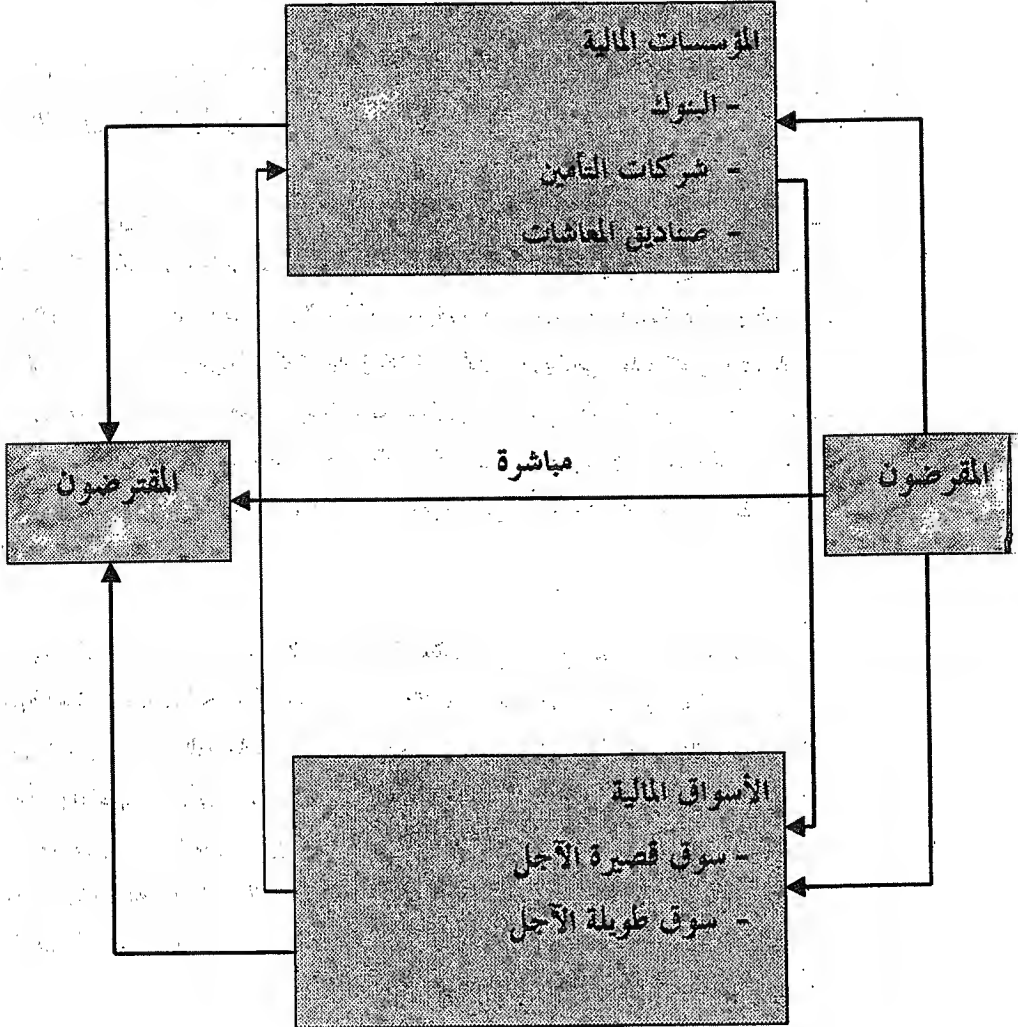 المؤسسات المالية
- البنوك
- شركات التأمين
- صناديق المعاشات
المقرضون
مباشرة
المقترضون
الأسواق المالية
- سوق قصيرة الآجل
- سوق طويلة الآجل